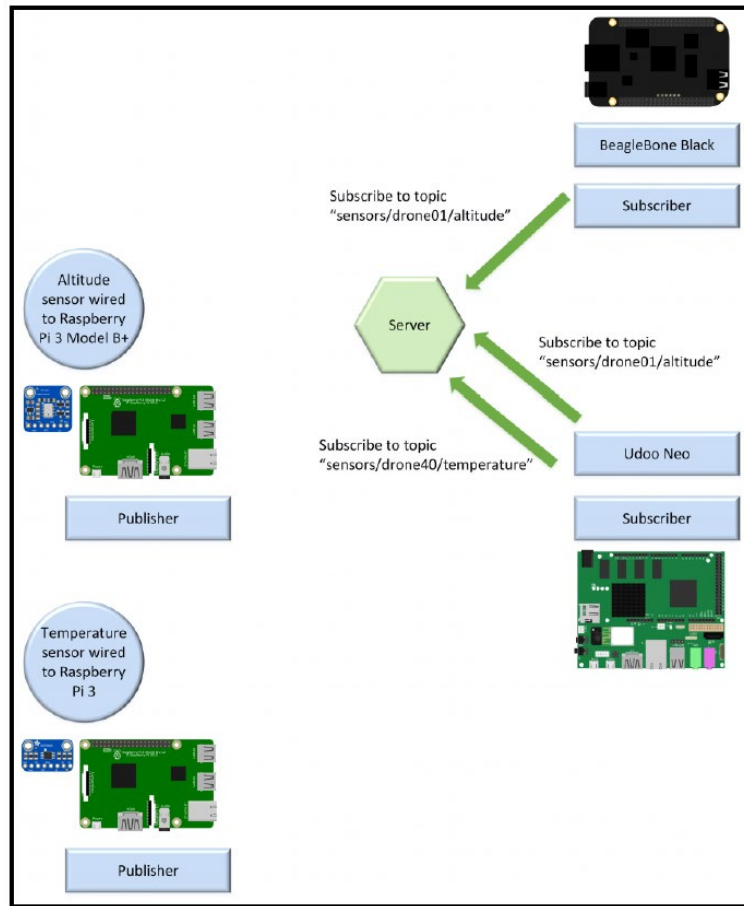 BeagleBone Black
Subscribe to topic
“sensors/drone01/altitude”
Subscriber
Altitude
sensor wired
to Raspberry
Pi 3 Model B+
Server
Subscribe to topic
“sensors/drone01/altitude”
Subscribe to topic
“sensors/drone40/temperature”
Udoo Neo
Publisher
Subscriber
Temperature
sensor wired
to Raspberry
Pi 3
Publisher